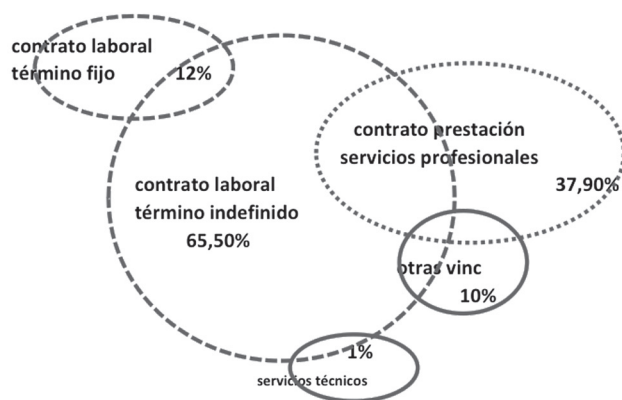 contrato laboral
término fijo
12%
contrato prestación
servicios profesionales
37,90%
contrato laboral
término indefinido
65,50%
otras vinc
10%
1%
servicios técnicos